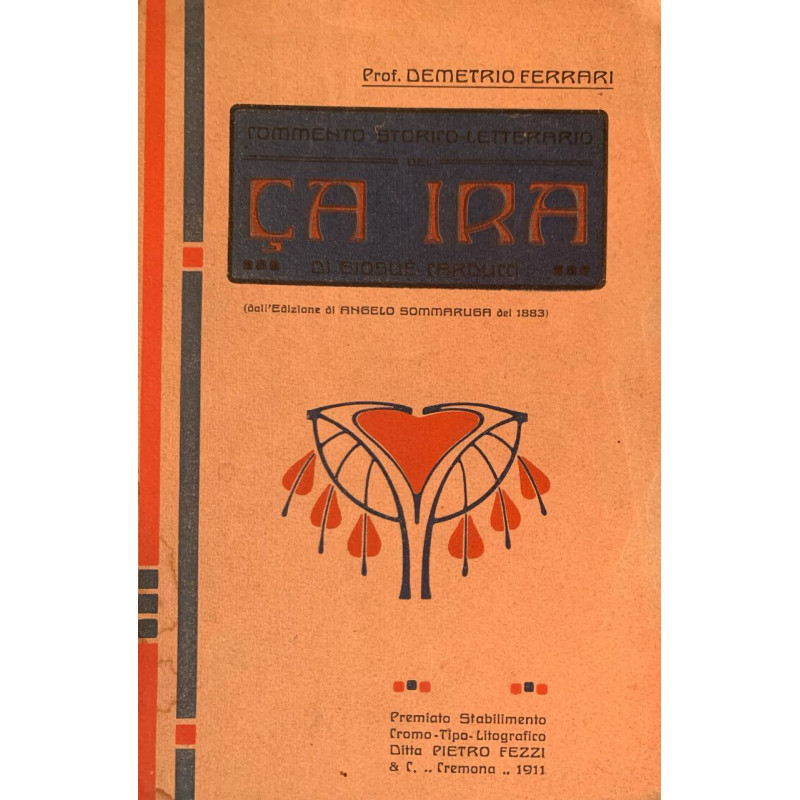 Prof. DEMETRIO FERRARI
COMMENTO STORICO-LETTERARIO
DEL
ÇA IRA
DI GIOSUÈ CARDUCCI
(dall'Edizione di ANGELO SOMMARUGA del 1883)
Premiato Stabilimento
Cromo-Tipo-Litografico
Ditta PIETRO FEZZI
& C. .. Cremona .. 1911